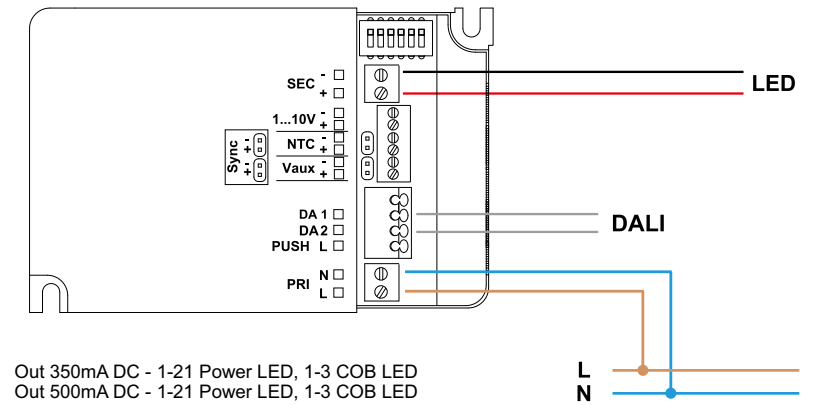 SEC - +
LED
1...10V - +
NTC - +
Sync - + - +
Vaux - +
DA 1
DA 2
DALI
PUSH L
PRI N L
Out 350mA DC - 1-21 Power LED, 1-3 COB LED
Out 500mA DC - 1-21 Power LED, 1-3 COB LED
L
N